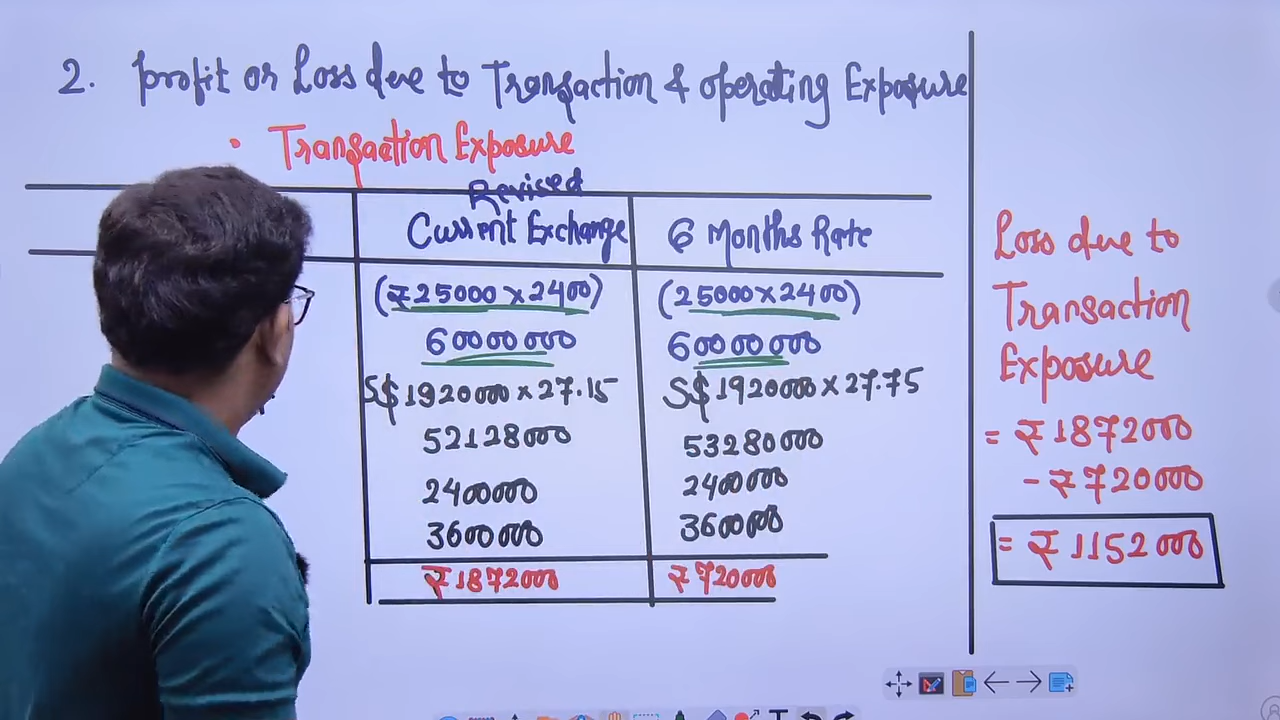 2. Profit or Loss due to Transaction & operating Exposure
• Transaction Exposure
Revised
Current Exchange 6 Months Rate
(₹25000×2400) (25000×2400)
60000000 60000000
S$1920000×27.15 S$1920000×27.75
52128000 53280000
2400000 2400000
3600000 3600000
₹1872000 ₹720000
Loss due to
Transaction
Exposure
= ₹1872000
- ₹720000
= ₹1152000